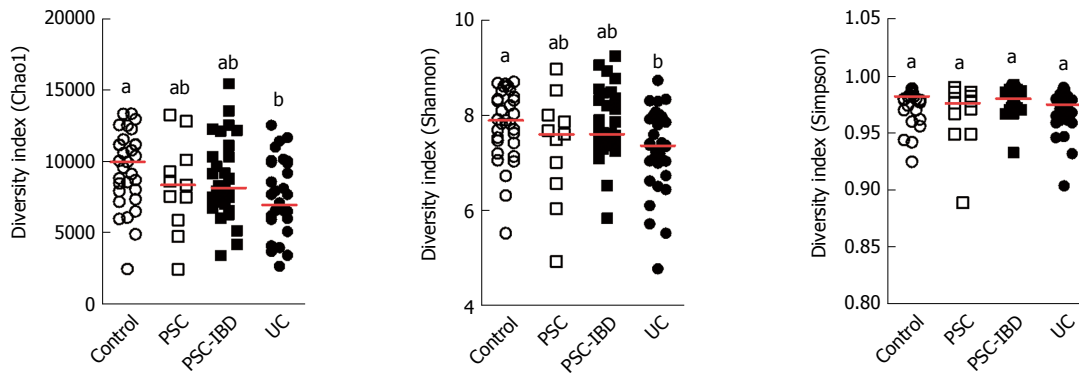 Diversity index (Chao1)
20000
15000
10000
5000
0
a
ab
ab
b
Control
PSC
PSC-IBD
UC
Diversity index (Shannon)
10
8
6
4
a
ab
ab
b
Control
PSC
PSC-IBD
UC
Diversity index (Simpson)
1.05
1.00
0.95
0.90
0.85
0.80
a
a
a
a
Control
PSC
PSC-IBD
UC